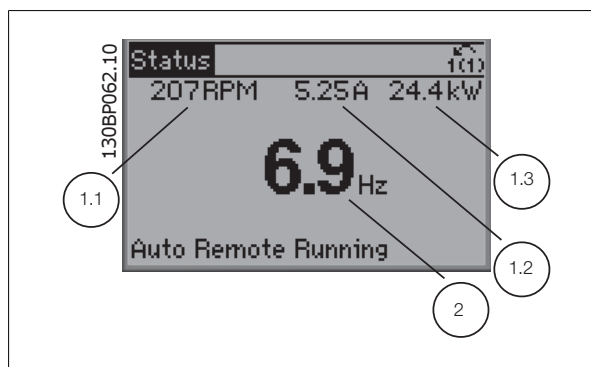 130BP062.10
Status 1(1)
207RPM 5.25A 24.4kW
6.9Hz
1.1
1.3
1.2
Auto Remote Running
2